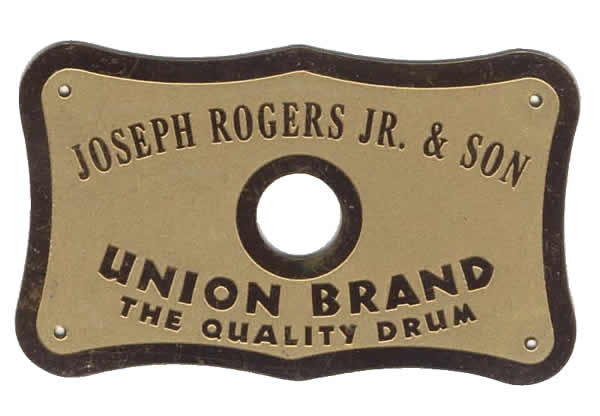 JOSEPH ROGERS JR. & SON
UNION BRAND
THE QUALITY DRUM